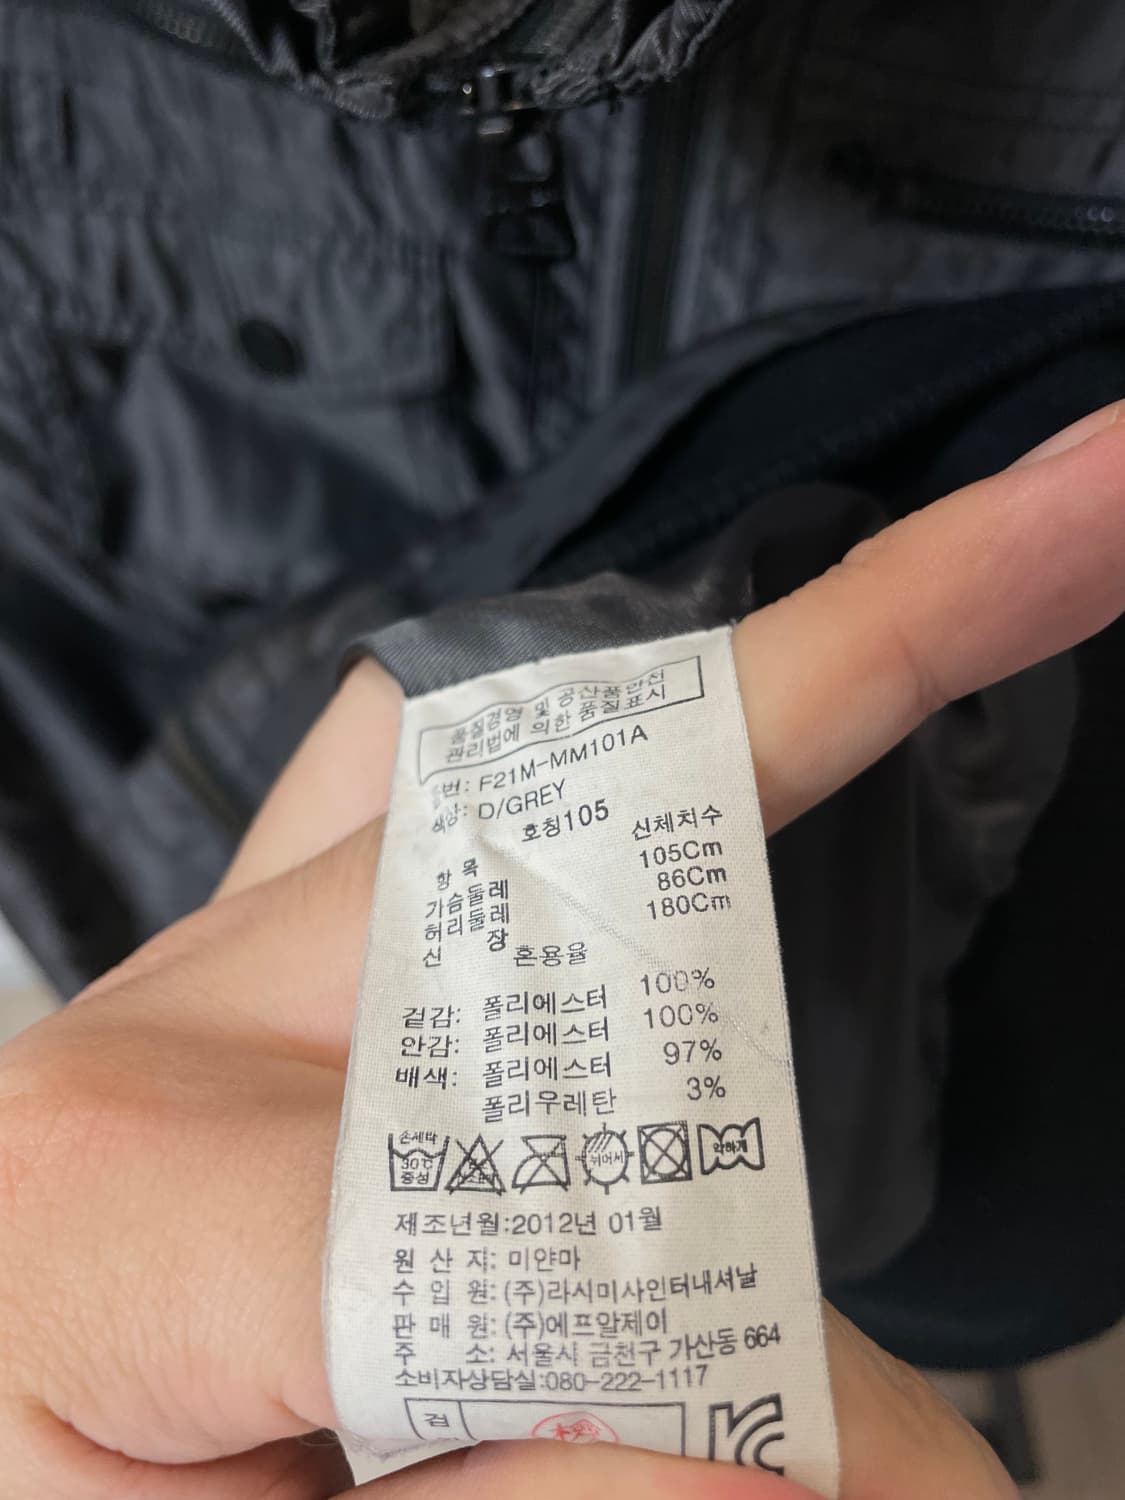 품질경영 및 공산품안전
관리법에 의한 품질표시
품번: F21M-MM101A
색상: D/GREY
호칭105
항 목 신체치수
가슴둘레 105Cm
허리둘레 86Cm
신 장 180Cm
혼용율
겉감: 폴리에스터 100%
안감: 폴리에스터 100%
배색: 폴리에스터 97%
폴리우레탄 3%
손세탁
30℃
중성
뉘어서
약하게
제조년월:2012년 01월
원 산 지: 미얀마
수 입 원: (주)라시미사인터내셔날
판 매 원: (주)에프알제이
주 소: 서울시 금천구 가산동 664
소비자상담실:080-222-1117
검